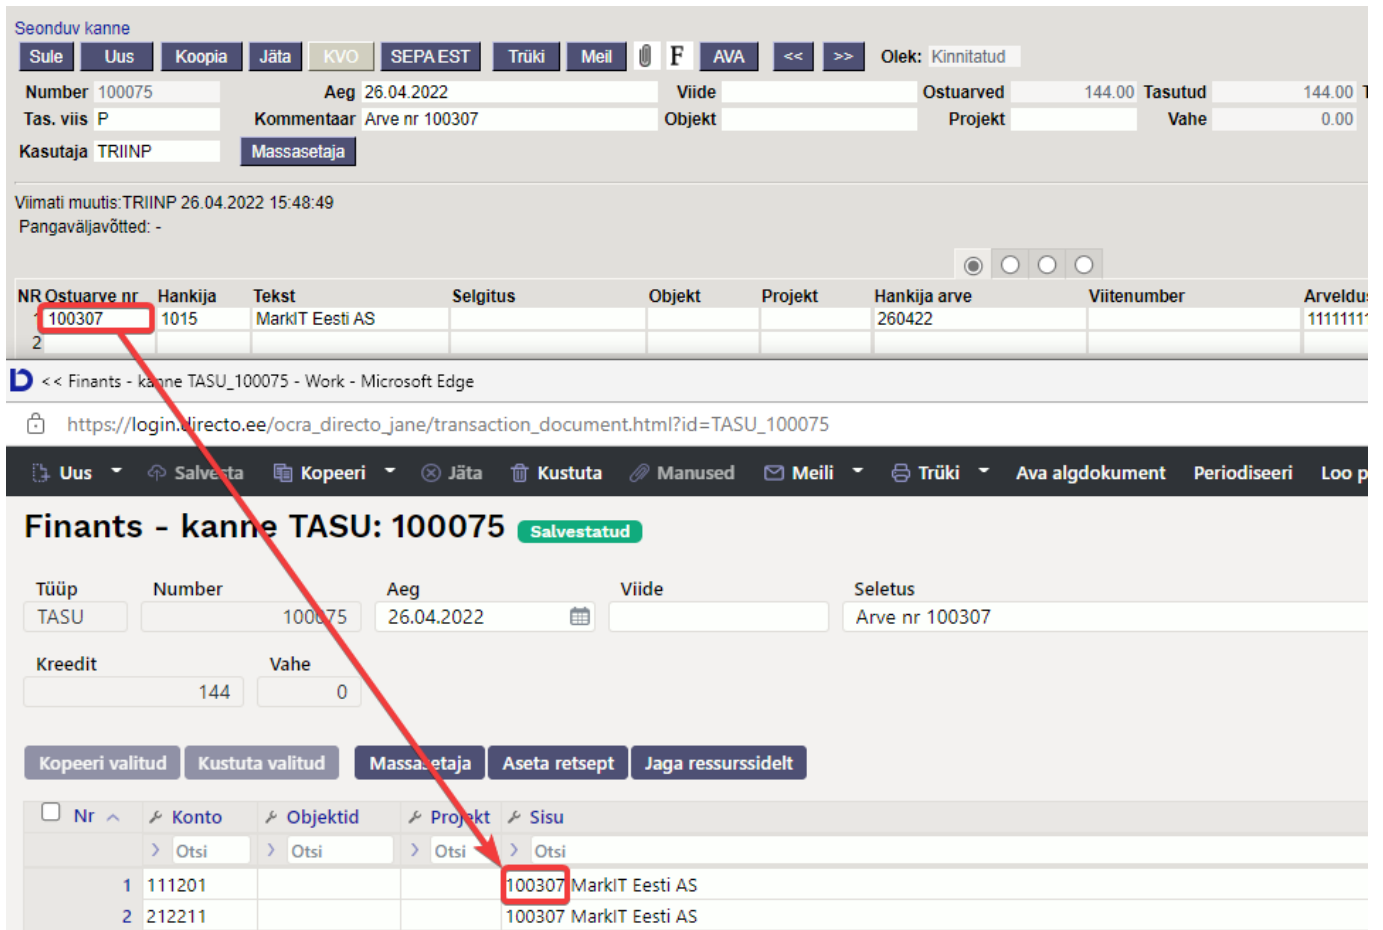 Seonduv kanne
Sule Uus Koopia Jäta KVO SEPA EST Trüki Meil F AVA << >> Olek: Kinnitatud
Number 100075 Aeg 26.04.2022 Viide Ostuarved 144.00 Tasutud 144.00
Tas. viis P Kommentaar Arve nr 100307 Objekt Projekt Vahe 0.00
Kasutaja TRIINP Massasetaja
Viimati muutis:TRIINP 26.04.2022 15:48:49
Pangaväljavõtted: -
NR Ostuarve nr Hankija Tekst Selgitus Objekt Projekt Hankija arve Viitenumber Arveldu
1 100307 1015 MarkIT Eesti AS 260422 11111111
2
<< Finants - kanne TASU_100075 - Work - Microsoft Edge
https://login.directo.ee/ocra_directo_jane/transaction_document.html?id=TASU_100075
Uus Salvesta Kopeeri Jäta Kustuta Manused Meili Trüki Ava algdokument Periodiseeri Loo p
Finants - kanne TASU: 100075 Salvestatud
Tüüp Number Aeg Viide Seletus
TASU 100075 26.04.2022 Arve nr 100307
Kreedit Vahe
144 0
Kopeeri valitud Kustuta valitud Massasetaja Aseta retsept Jaga ressurssidelt
Nr Konto Objektid Projekt Sisu
> Otsi > Otsi > Otsi > Otsi
1 111201 100307 MarkIT Eesti AS
2 212211 100307 MarkIT Eesti AS